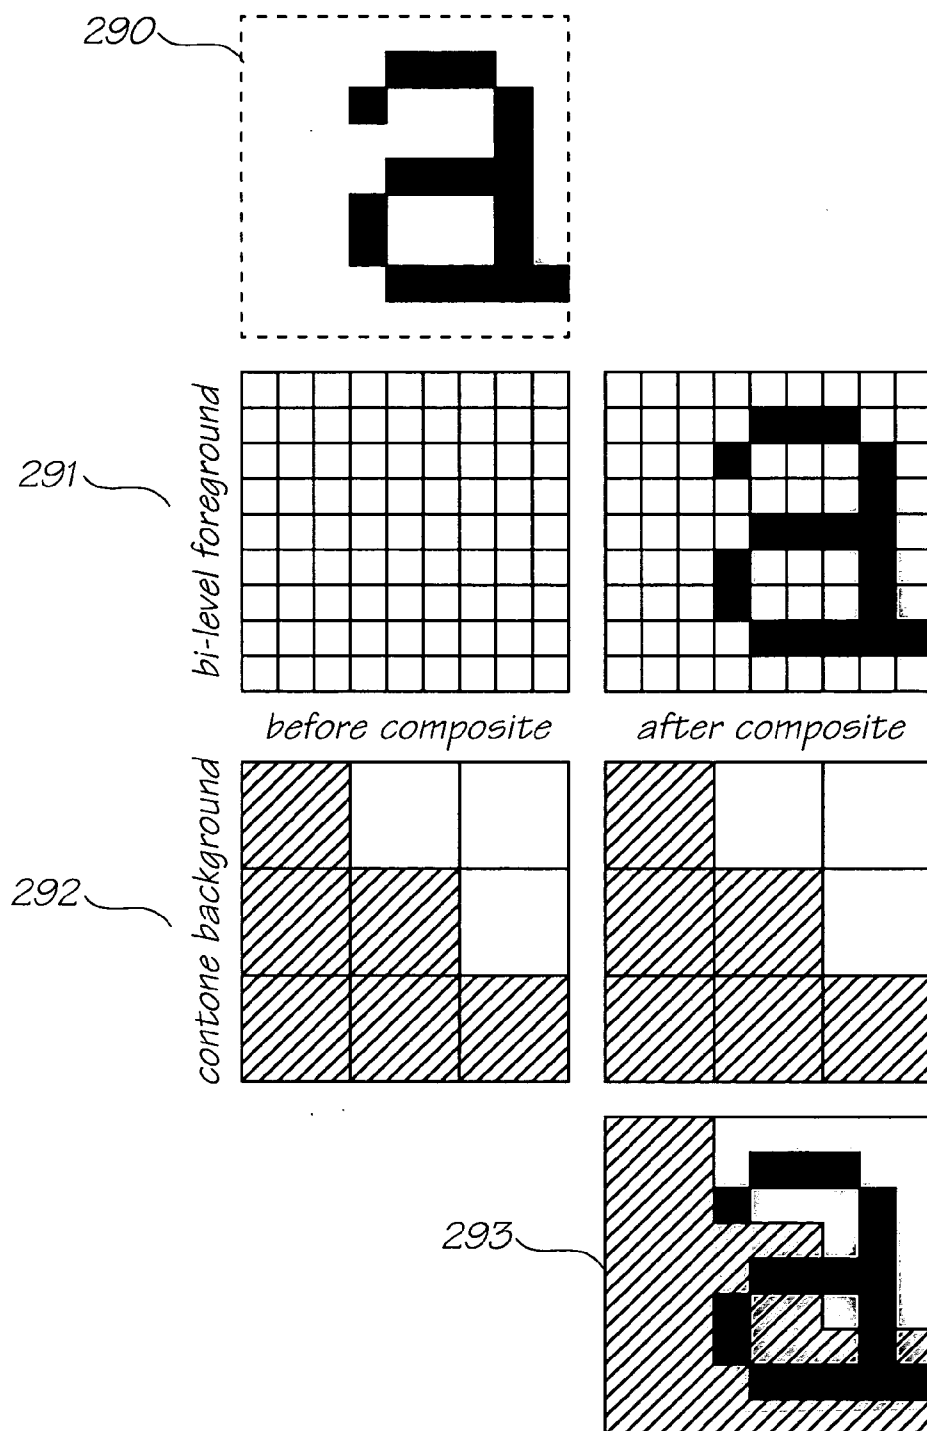 290
a
291
bi-level foreground
a
before composite
after composite
292
contone background
293
a